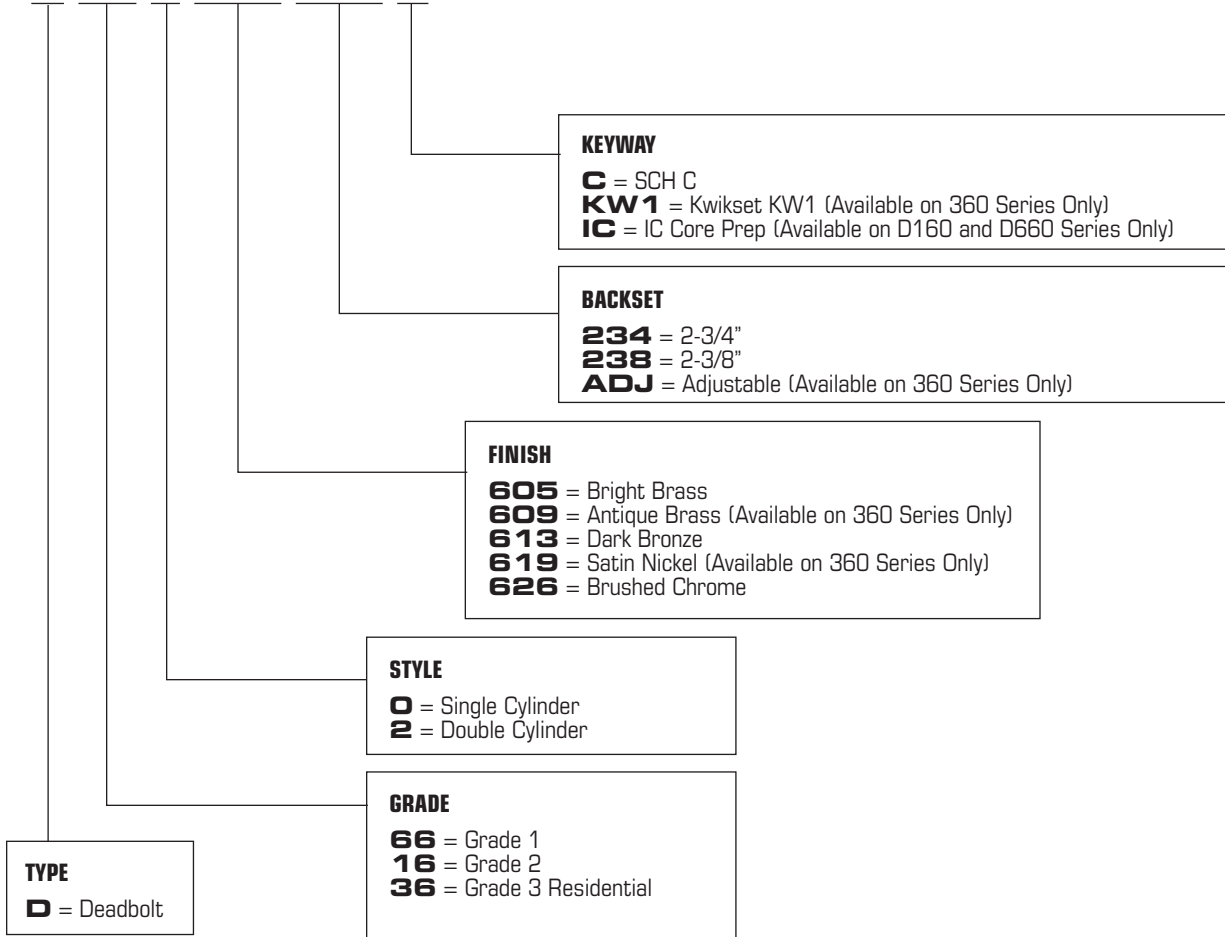 KEYWAY
C = SCH C
KW1 = Kwikset KW1 (Available on 360 Series Only)
IC = IC Core Prep (Available on D160 and D660 Series Only)
BACKSET
234 = 2-3/4”
238 = 2-3/8”
ADJ = Adjustable (Available on 360 Series Only)
FINISH
605 = Bright Brass
609 = Antique Brass (Available on 360 Series Only)
613 = Dark Bronze
619 = Satin Nickel (Available on 360 Series Only)
626 = Brushed Chrome
STYLE
0 = Single Cylinder
2 = Double Cylinder
GRADE
66 = Grade 1
16 = Grade 2
36 = Grade 3 Residential
TYPE
D = Deadbolt